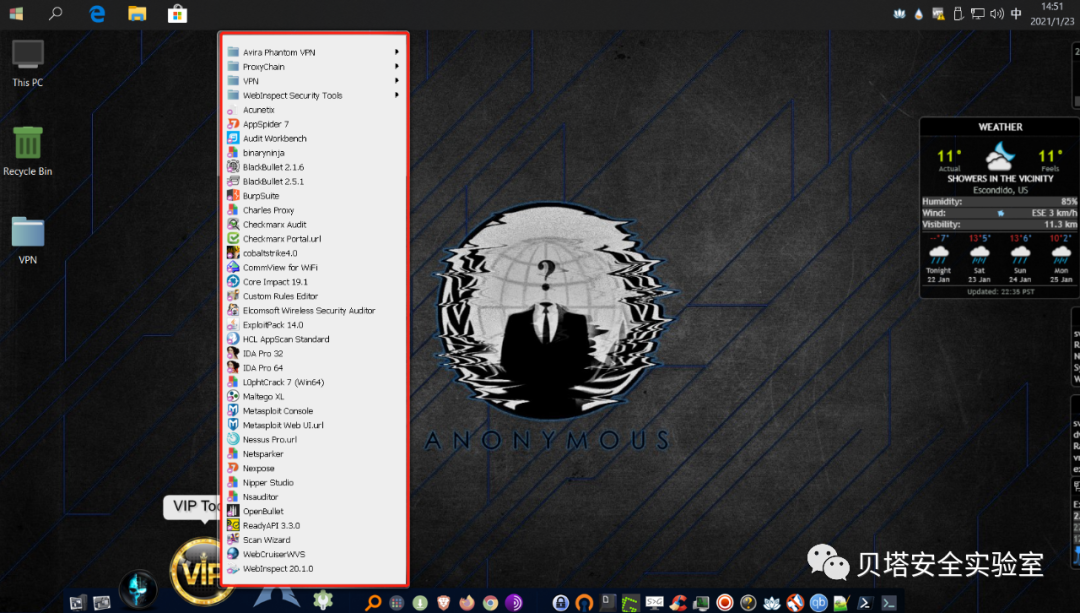 14:51
中
2021/1/23
This PC
Recycle Bin
VPN
Avira Phantom VPN
ProxyChain
VPN
WebInspect Security Tools
Acunetix
AppSpider 7
Audit Workbench
binaryninja
BlackBullet 2.1.6
BlackBullet 2.5.1
BurpSuite
Charles Proxy
Checkmarx Audit
Checkmarx Portal.url
cobaltstrike4.0
CommView for WiFi
Core Impact 19.1
Custom Rules Editor
Elcomsoft Wireless Security Auditor
ExploitPack 14.0
HCL AppScan Standard
IDA Pro 32
IDA Pro 64
L0phtCrack 7 (Win64)
Maltego XL
Metasploit Console
Metasploit Web UI.url
Nessus Pro.url
Netsparker
Nexpose
Nipper Studio
Nsauditor
OpenBullet
ReadyAPI 3.3.0
Scan Wizard
WebCruiserWVS
WebInspect 20.1.0
VIP Too
VIP
?
ANONYMOUS
WEATHER
11° 11°
Actual Feels
SHOWERS IN THE VICINITY
Escondido, US
Humidity: 85%
Wind: ESE 3 km/h
Visibility: 11.3 km
--°7° 13°5° 13°6° 10°2°
Tonight Sat Sun Mon
22 Jan 23 Jan 24 Jan 25 Jan
Updated: 22:35 PST
贝塔安全实验室